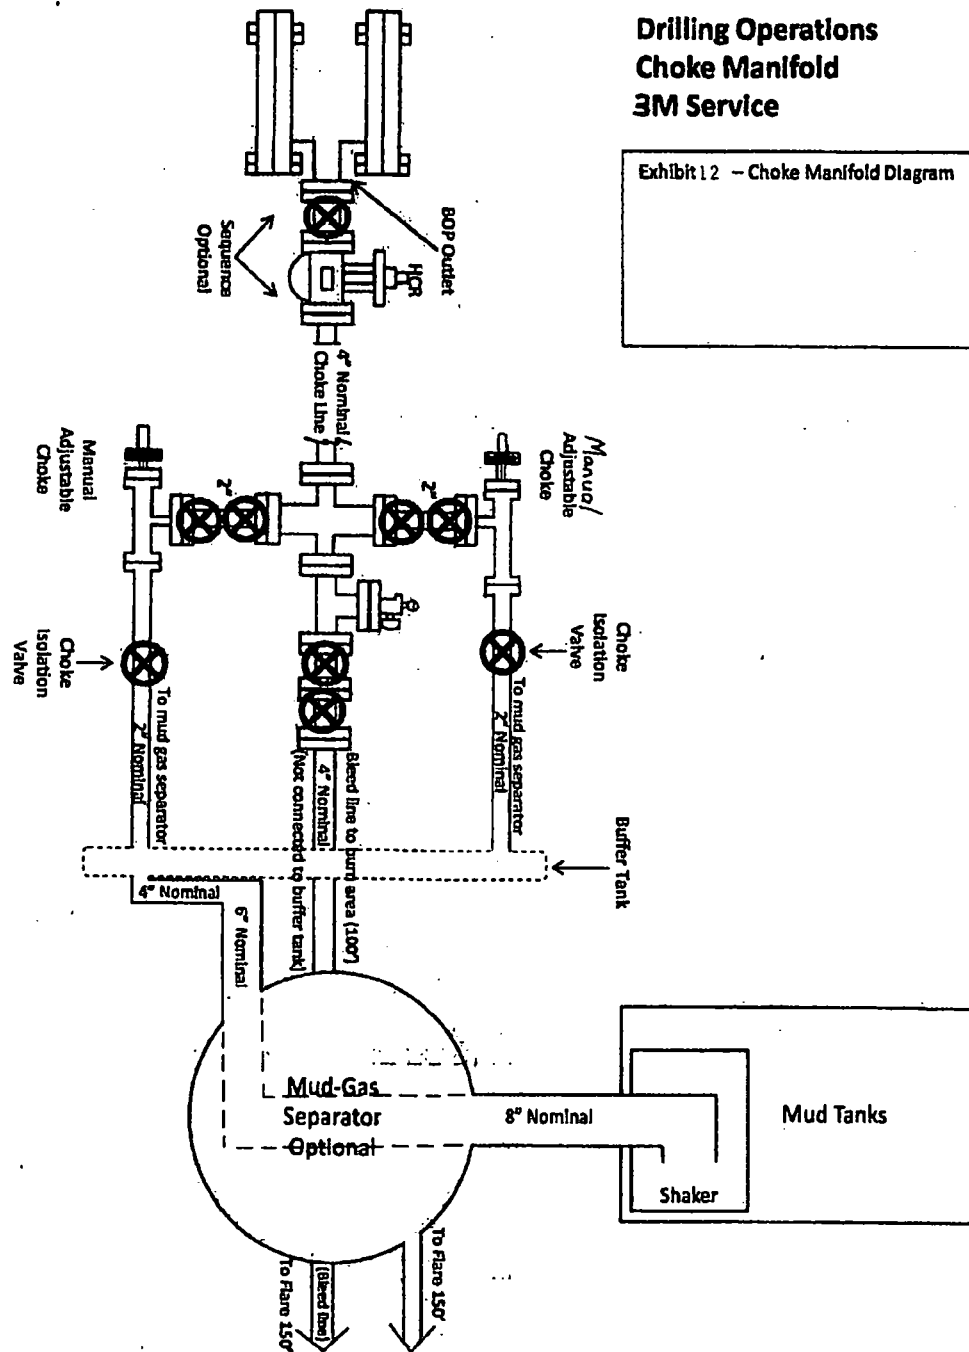 Drilling Operations
Choke Manifold
3M Service
Exhibit 12 – Choke Manifold Diagram
BOP Outlet
HCR
Sequence
Optional
4" Nominal
Choke Line
Manual
Adjustable
Choke
2"
2"
Manual
Adjustable
Choke
Choke
Isolation
Valve
Choke
Isolation
Valve
To mud gas separator
2" Nominal
To mud gas separator
2" Nominal
Bleed line to burn area (100')
4" Nominal
(Not connected to buffer tank)
Buffer Tank
4" Nominal
6" Nominal
Mud-Gas
Separator
Optional
8" Nominal
Mud Tanks
Shaker
To Flare 150'
(Bleed line)
To Flare 150'